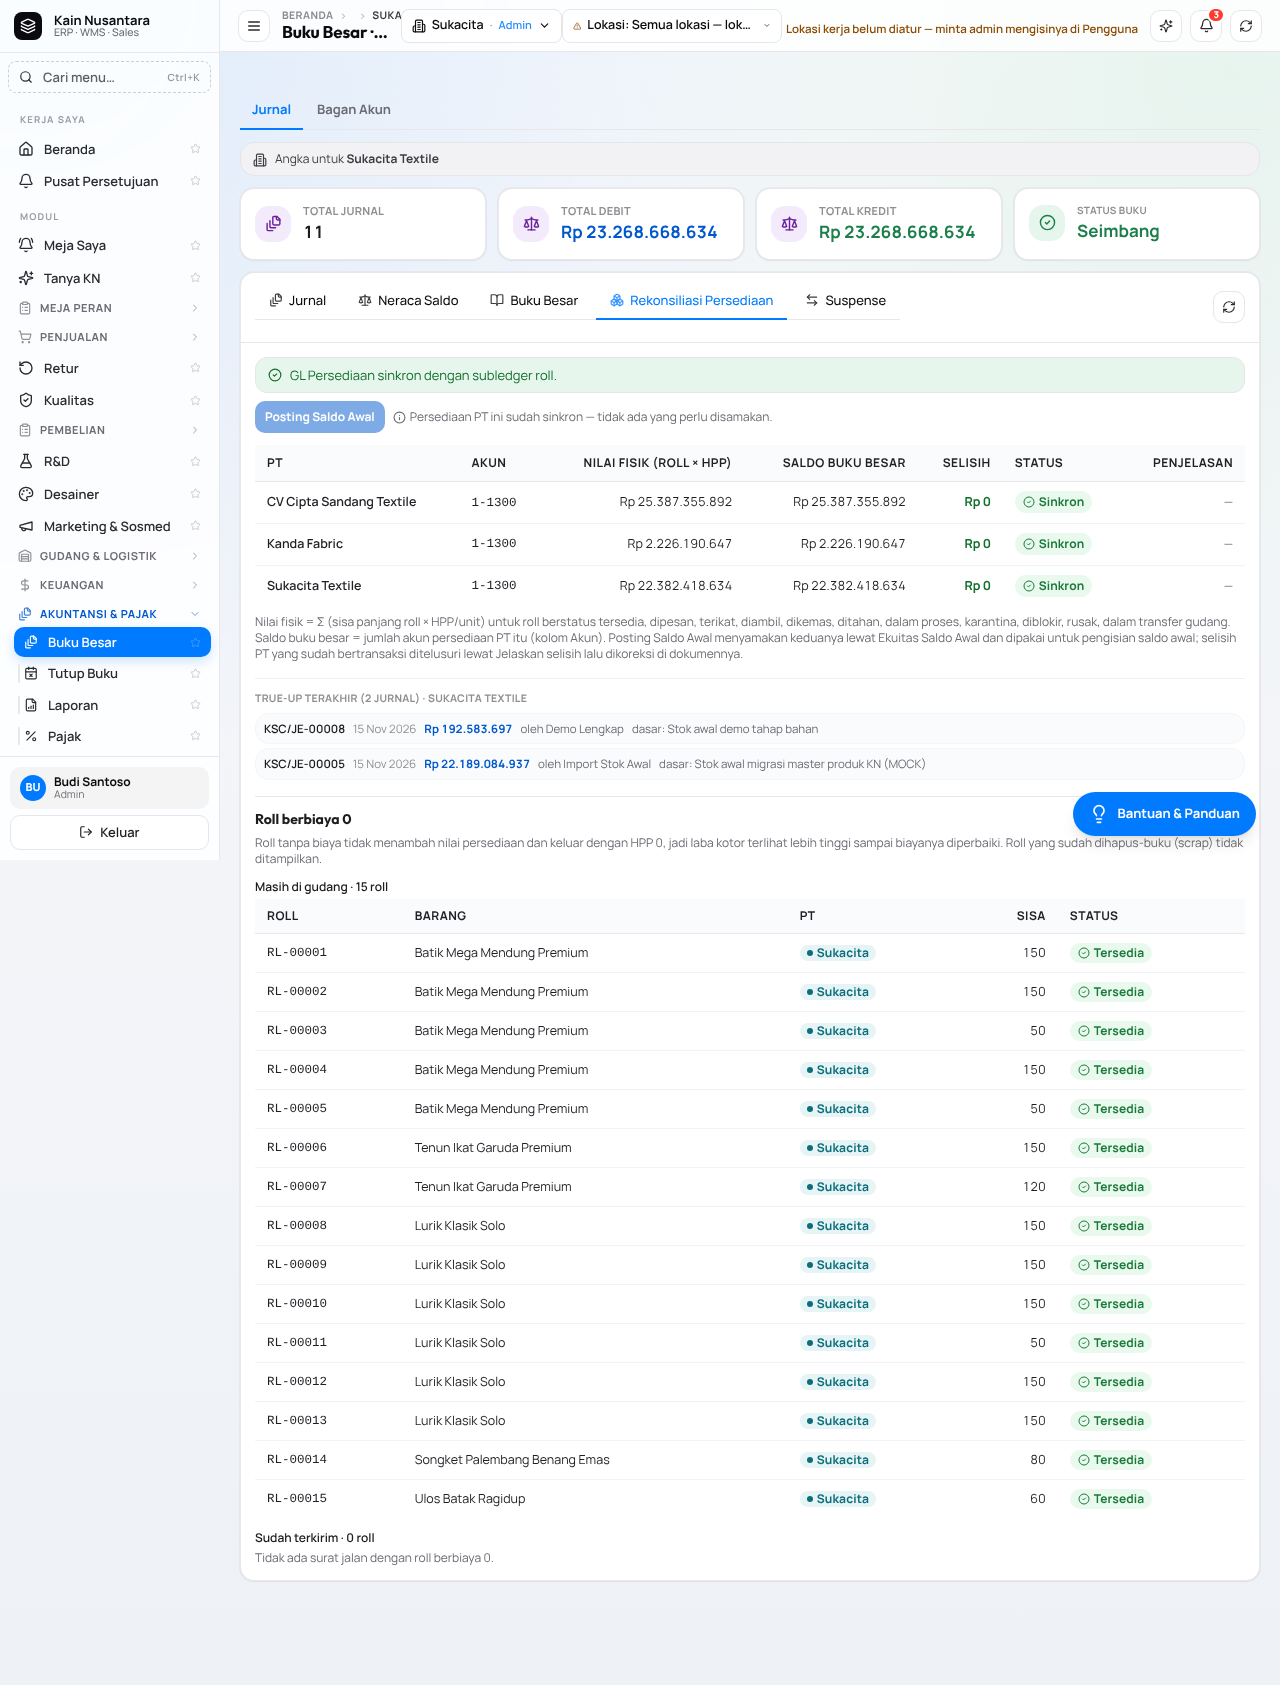 Kain Nusantara
ERP · WMS · Sales
Cari menu... Ctrl+K
KERJA SAYA
Beranda
Pusat Persetujuan
MODUL
Meja Saya
Tanya KN
MEJA PERAN
PENJUALAN
Retur
Kualitas
PEMBELIAN
R&D
Desainer
Marketing & Sosmed
GUDANG & LOGISTIK
KEUANGAN
AKUNTANSI & PAJAK
Buku Besar
Tutup Buku
Laporan
Pajak
BU Budi Santoso
Admin
Keluar
BERANDA > > SUKA
Buku Besar ·...
Sukacita · Admin
Lokasi: Semua lokasi — lok...
Lokasi kerja belum diatur — minta admin mengisinya di Pengguna
3
Jurnal Bagan Akun
Angka untuk Sukacita Textile
TOTAL JURNAL
11
TOTAL DEBIT
Rp 23.268.668.634
TOTAL KREDIT
Rp 23.268.668.634
STATUS BUKU
Seimbang
Jurnal Neraca Saldo Buku Besar Rekonsiliasi Persediaan Suspense
GL Persediaan sinkron dengan subledger roll.
Posting Saldo Awal Persediaan PT ini sudah sinkron — tidak ada yang perlu disamakan.
PT AKUN NILAI FISIK (ROLL × HPP) SALDO BUKU BESAR SELISIH STATUS PENJELASAN
CV Cipta Sandang Textile 1-1300 Rp 25.387.355.892 Rp 25.387.355.892 Rp 0 Sinkron —
Kanda Fabric 1-1300 Rp 2.226.190.647 Rp 2.226.190.647 Rp 0 Sinkron —
Sukacita Textile 1-1300 Rp 22.382.418.634 Rp 22.382.418.634 Rp 0 Sinkron —
Nilai fisik = Σ (sisa panjang roll × HPP/unit) untuk roll berstatus tersedia, dipesan, terikat, diambil, dikemas, ditahan, dalam proses, karantina, diblokir, rusak, dalam transfer gudang.
Saldo buku besar = jumlah akun persediaan PT itu (kolom Akun). Posting Saldo Awal menyamakan keduanya lewat Ekuitas Saldo Awal dan dipakai untuk pengisian saldo awal; selisih
PT yang sudah bertransaksi ditelusuri lewat Jelaskan selisih lalu dikoreksi di dokumennya.
TRUE-UP TERAKHIR (2 JURNAL) · SUKACITA TEXTILE
KSC/JE-00008 15 Nov 2026 Rp 192.583.697 oleh Demo Lengkap dasar: Stok awal demo tahap bahan
KSC/JE-00005 15 Nov 2026 Rp 22.189.084.937 oleh Import Stok Awal dasar: Stok awal migrasi master produk KN (MOCK)
Bantuan & Panduan
Roll berbiaya 0
Roll tanpa biaya tidak menambah nilai persediaan dan keluar dengan HPP 0, jadi laba kotor terlihat lebih tinggi sampai biayanya diperbaiki. Roll yang sudah dihapus-buku (scrap) tidak
ditampilkan.
Masih di gudang · 15 roll
ROLL BARANG PT SISA STATUS
RL-00001 Batik Mega Mendung Premium Sukacita 150 Tersedia
RL-00002 Batik Mega Mendung Premium Sukacita 150 Tersedia
RL-00003 Batik Mega Mendung Premium Sukacita 50 Tersedia
RL-00004 Batik Mega Mendung Premium Sukacita 150 Tersedia
RL-00005 Batik Mega Mendung Premium Sukacita 50 Tersedia
RL-00006 Tenun Ikat Garuda Premium Sukacita 150 Tersedia
RL-00007 Tenun Ikat Garuda Premium Sukacita 120 Tersedia
RL-00008 Lurik Klasik Solo Sukacita 150 Tersedia
RL-00009 Lurik Klasik Solo Sukacita 150 Tersedia
RL-00010 Lurik Klasik Solo Sukacita 150 Tersedia
RL-00011 Lurik Klasik Solo Sukacita 50 Tersedia
RL-00012 Lurik Klasik Solo Sukacita 150 Tersedia
RL-00013 Lurik Klasik Solo Sukacita 150 Tersedia
RL-00014 Songket Palembang Benang Emas Sukacita 80 Tersedia
RL-00015 Ulos Batak Ragidup Sukacita 60 Tersedia
Sudah terkirim · 0 roll
Tidak ada surat jalan dengan roll berbiaya 0.